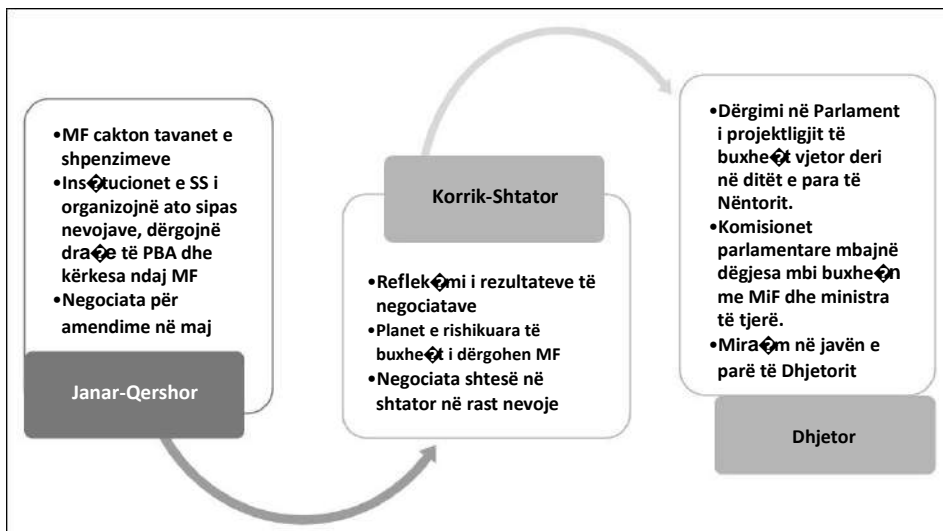 •MF cakton tavanet e
shpenzimeve
•Ins�tucionet e SS i
organizojnë ato sipas
nevojave, dërgojnë
dra�e të PBA dhe
kërkesa ndaj MF
•Negociata për
amendime në maj
Janar-Qershor
Korrik-Shtator
•Reflek�mi i rezultateve të
negociatave
•Planet e rishikuara të
buxhe�t i dërgohen MF
•Negociata shtesë në
shtator në rast nevoje
•Dërgimi në Parlament
i projektligjit të
buxhe�t vjetor deri
në ditët e para të
Nëntorit.
•Komisionet
parlamentare mbajnë
dëgjesa mbi buxhe�n
me MiF dhe ministra
të tjerë.
•Mira�m në javën e
parë të Dhjetorit
Dhjetor